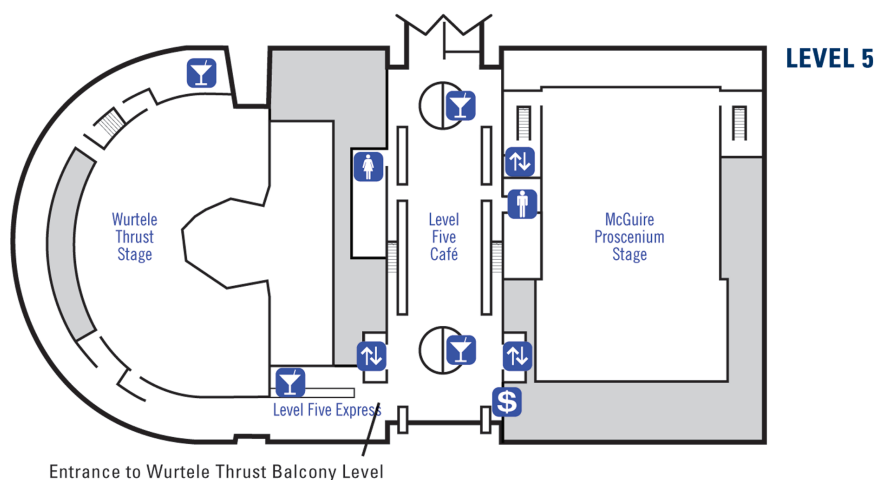 LEVEL 5
Wurtele
Thrust
Stage
Level
Five
Café
McGuire
Proscenium
Stage
$
Level Five Express
Entrance to Wurtele Thrust Balcony Level